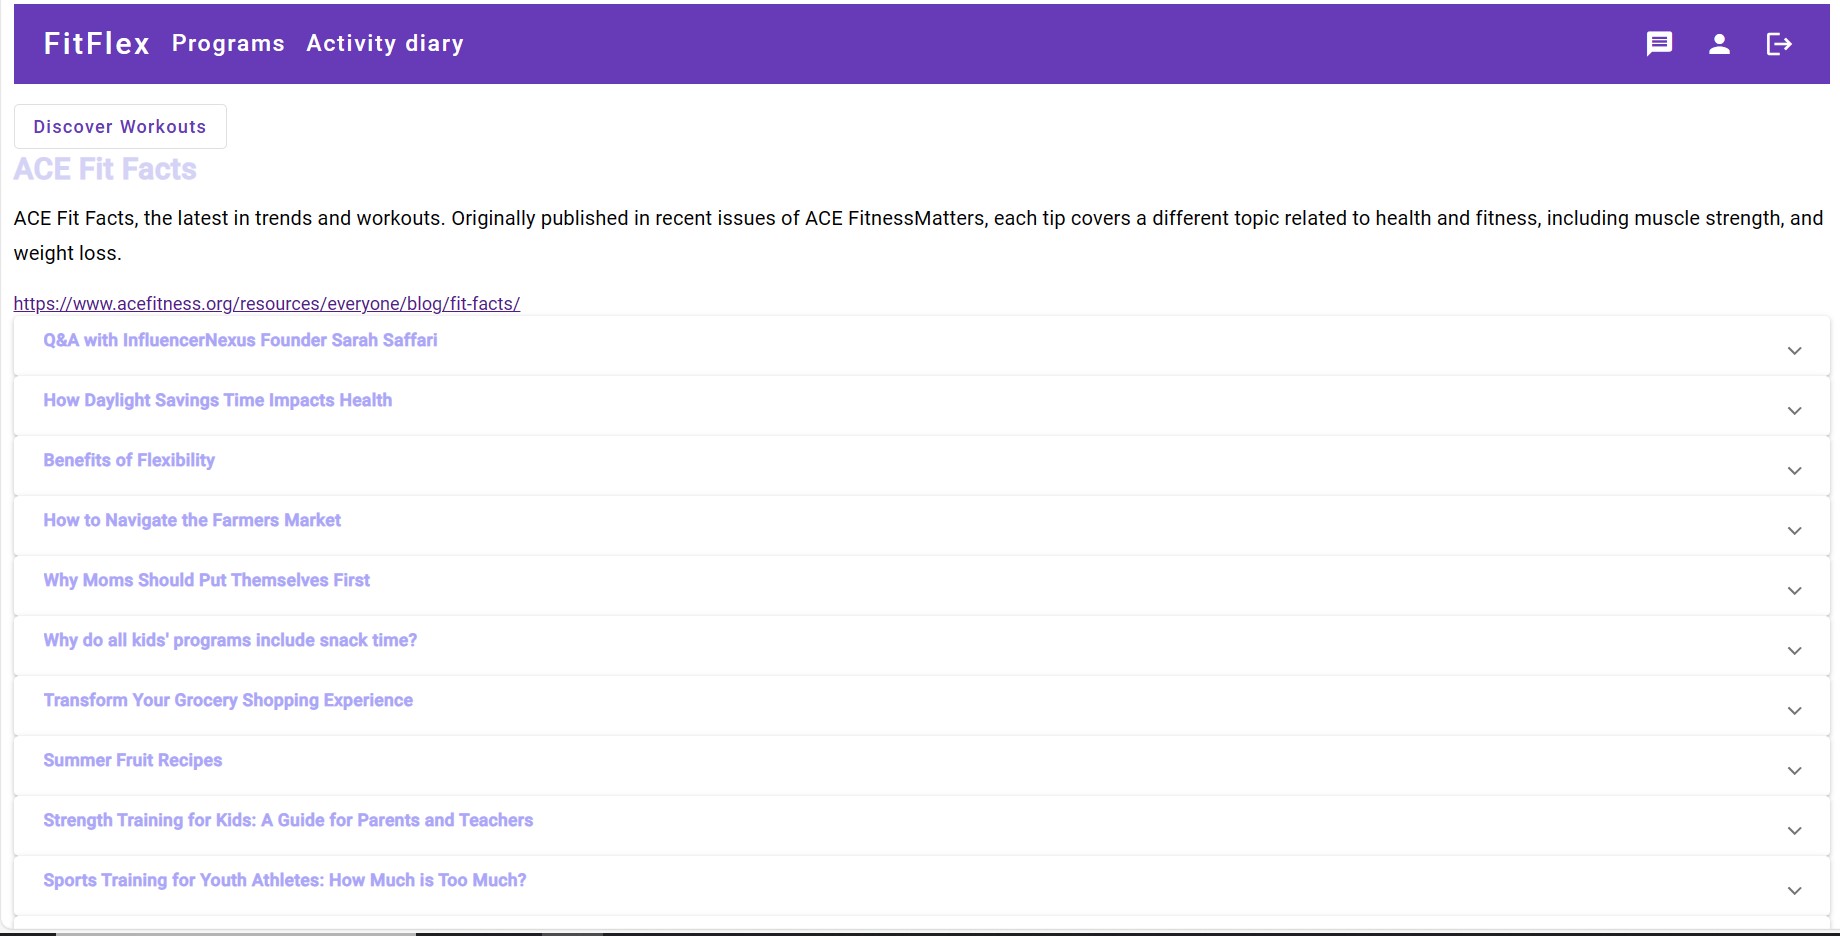 FitFlex Programs Activity diary
Discover Workouts
ACE Fit Facts
ACE Fit Facts, the latest in trends and workouts. Originally published in recent issues of ACE FitnessMatters, each tip covers a different topic related to health and fitness, including muscle strength, and
weight loss.
https://www.acefitness.org/resources/everyone/blog/fit-facts/
Q&A with InfluencerNexus Founder Sarah Saffari
How Daylight Savings Time Impacts Health
Benefits of Flexibility
How to Navigate the Farmers Market
Why Moms Should Put Themselves First
Why do all kids' programs include snack time?
Transform Your Grocery Shopping Experience
Summer Fruit Recipes
Strength Training for Kids: A Guide for Parents and Teachers
Sports Training for Youth Athletes: How Much is Too Much?